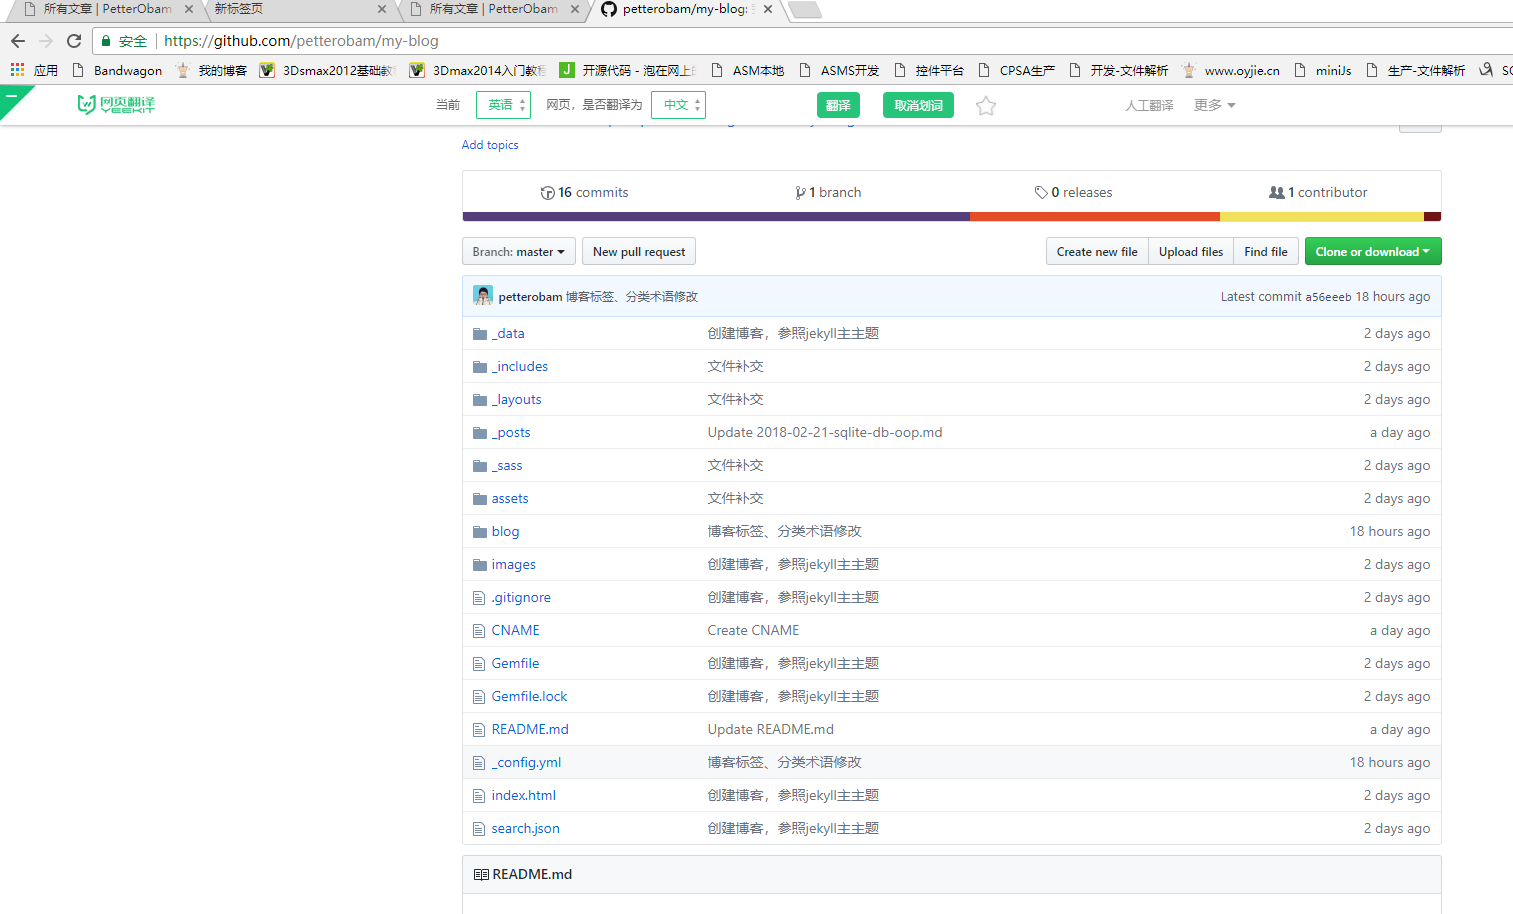 所有文章 | PetterObam
新标签页
所有文章 | PetterObam
petterobam/my-blog:
安全 https://github.com/petterobam/my-blog
应用 Bandwagon 我的博客 3Dsmax2012基础教 3Dmax2014入门教程 开源代码 - 泡在网上 ASM本地 ASMS开发 控件平台 CPSA生产 开发-文件解析 www.oyjie.cn miniJs 生产-文件解析
网页翻译 当前 英语 网页，是否翻译为 中文 翻译 取消划词 人工翻译 更多
Add topics
16 commits 1 branch 0 releases 1 contributor
Branch: master New pull request Create new file Upload files Find file Clone or download
petterobam 博客标签、分类术语修改 Latest commit a56eeeb 18 hours ago
_data 创建博客，参照jekyll主主题 2 days ago
_includes 文件补交 2 days ago
_layouts 文件补交 2 days ago
_posts Update 2018-02-21-sqlite-db-oop.md a day ago
_sass 文件补交 2 days ago
assets 文件补交 2 days ago
blog 博客标签、分类术语修改 18 hours ago
images 创建博客，参照jekyll主主题 2 days ago
.gitignore 创建博客，参照jekyll主主题 2 days ago
CNAME Create CNAME a day ago
Gemfile 创建博客，参照jekyll主主题 2 days ago
Gemfile.lock 创建博客，参照jekyll主主题 2 days ago
README.md Update README.md a day ago
_config.yml 博客标签、分类术语修改 18 hours ago
index.html 创建博客，参照jekyll主主题 2 days ago
search.json 创建博客，参照jekyll主主题 2 days ago
README.md